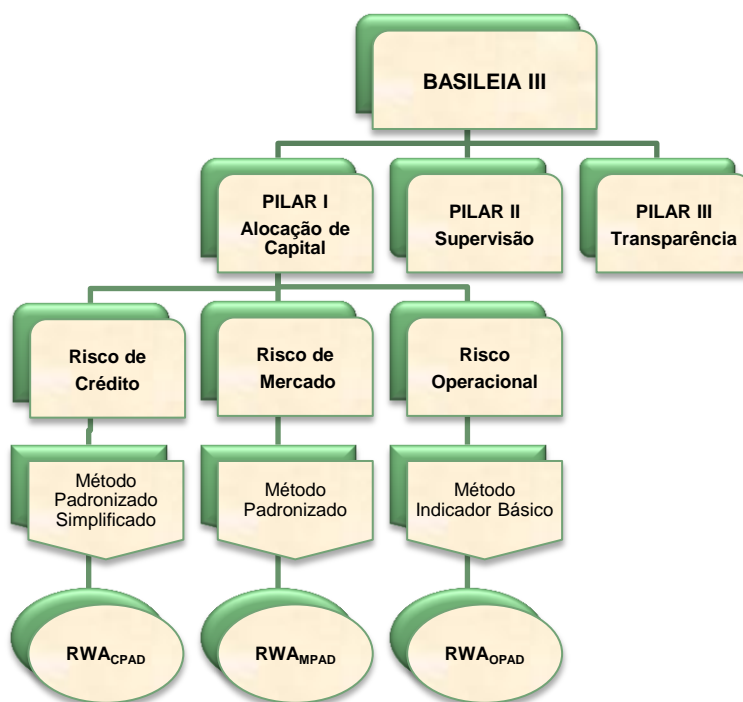 BASILEIA III
PILAR I
Alocação de
Capital
PILAR II
Supervisão
PILAR III
Transparência
Risco de
Crédito
Risco de
Mercado
Risco
Operacional
Método
Padronizado
Simplificado
Método
Padronizado
Método
Indicador Básico
RWACPAD
RWAMPAD
RWAOPAD